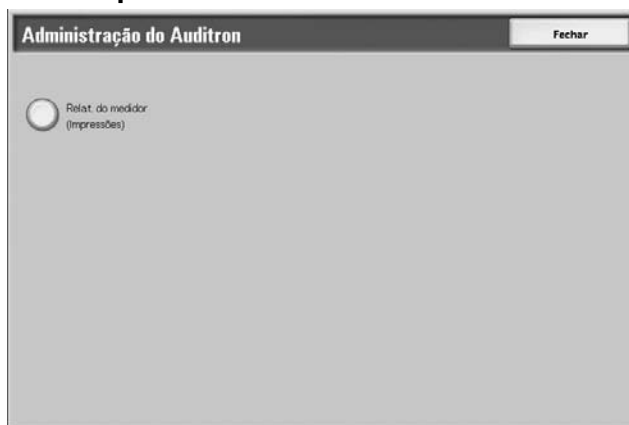 Administração do Auditron
Fechar
Relat. do medidor
(Impressões)